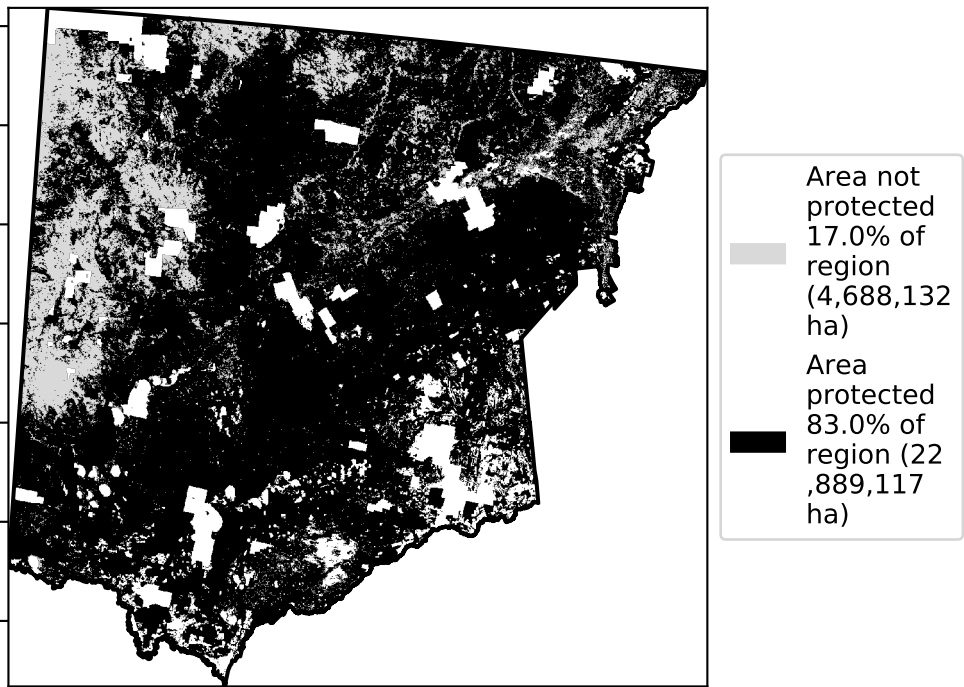 Area not
protected
17.0% of
region
(4,688,132
ha)
Area
protected
83.0% of
region (22
,889,117
ha)